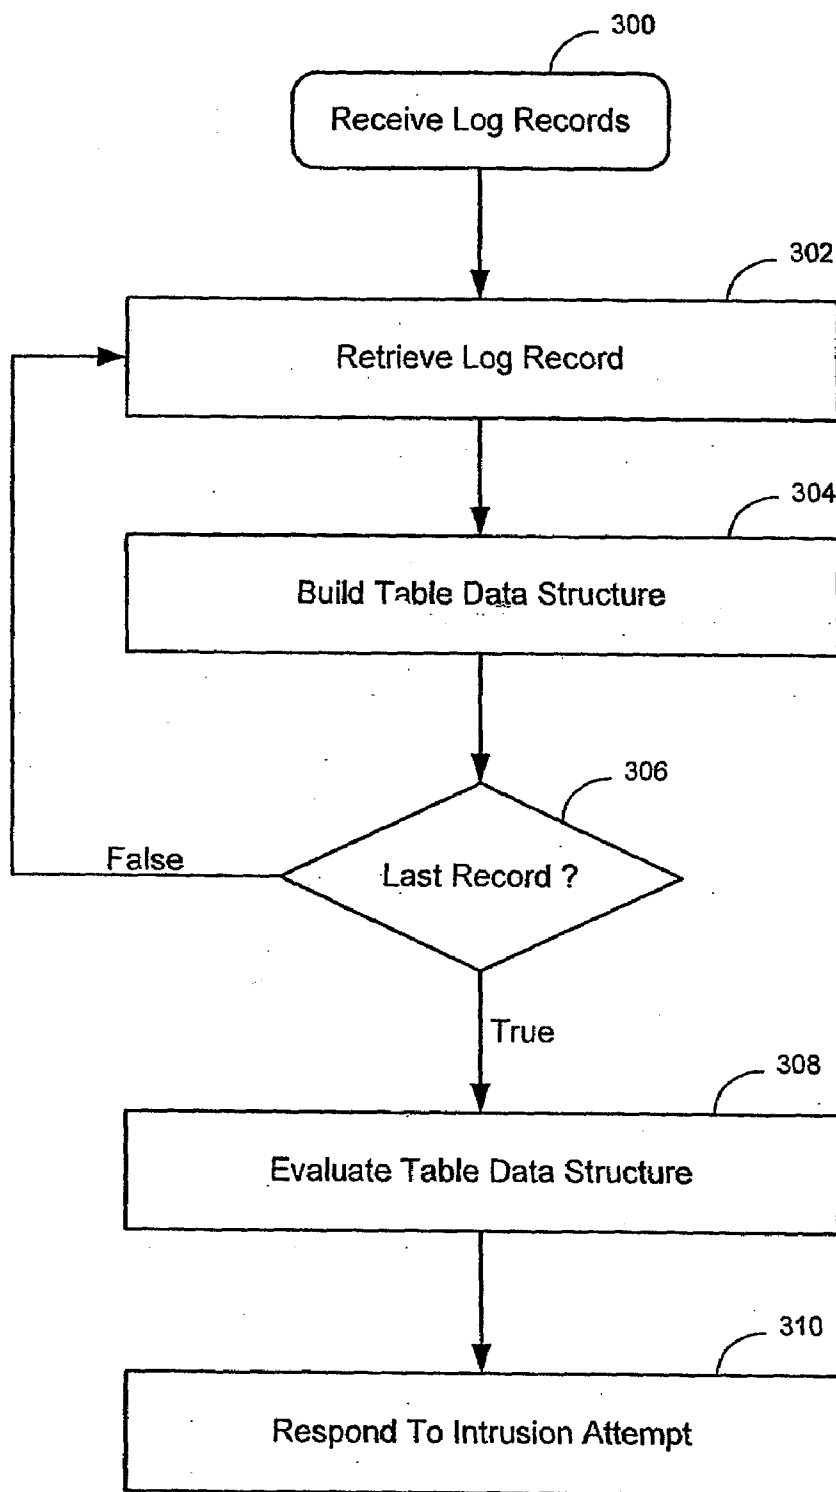 300
Receive Log Records
302
Retrieve Log Record
304
Build Table Data Structure
306
Last Record ?
False
True
308
Evaluate Table Data Structure
310
Respond To Intrusion Attempt